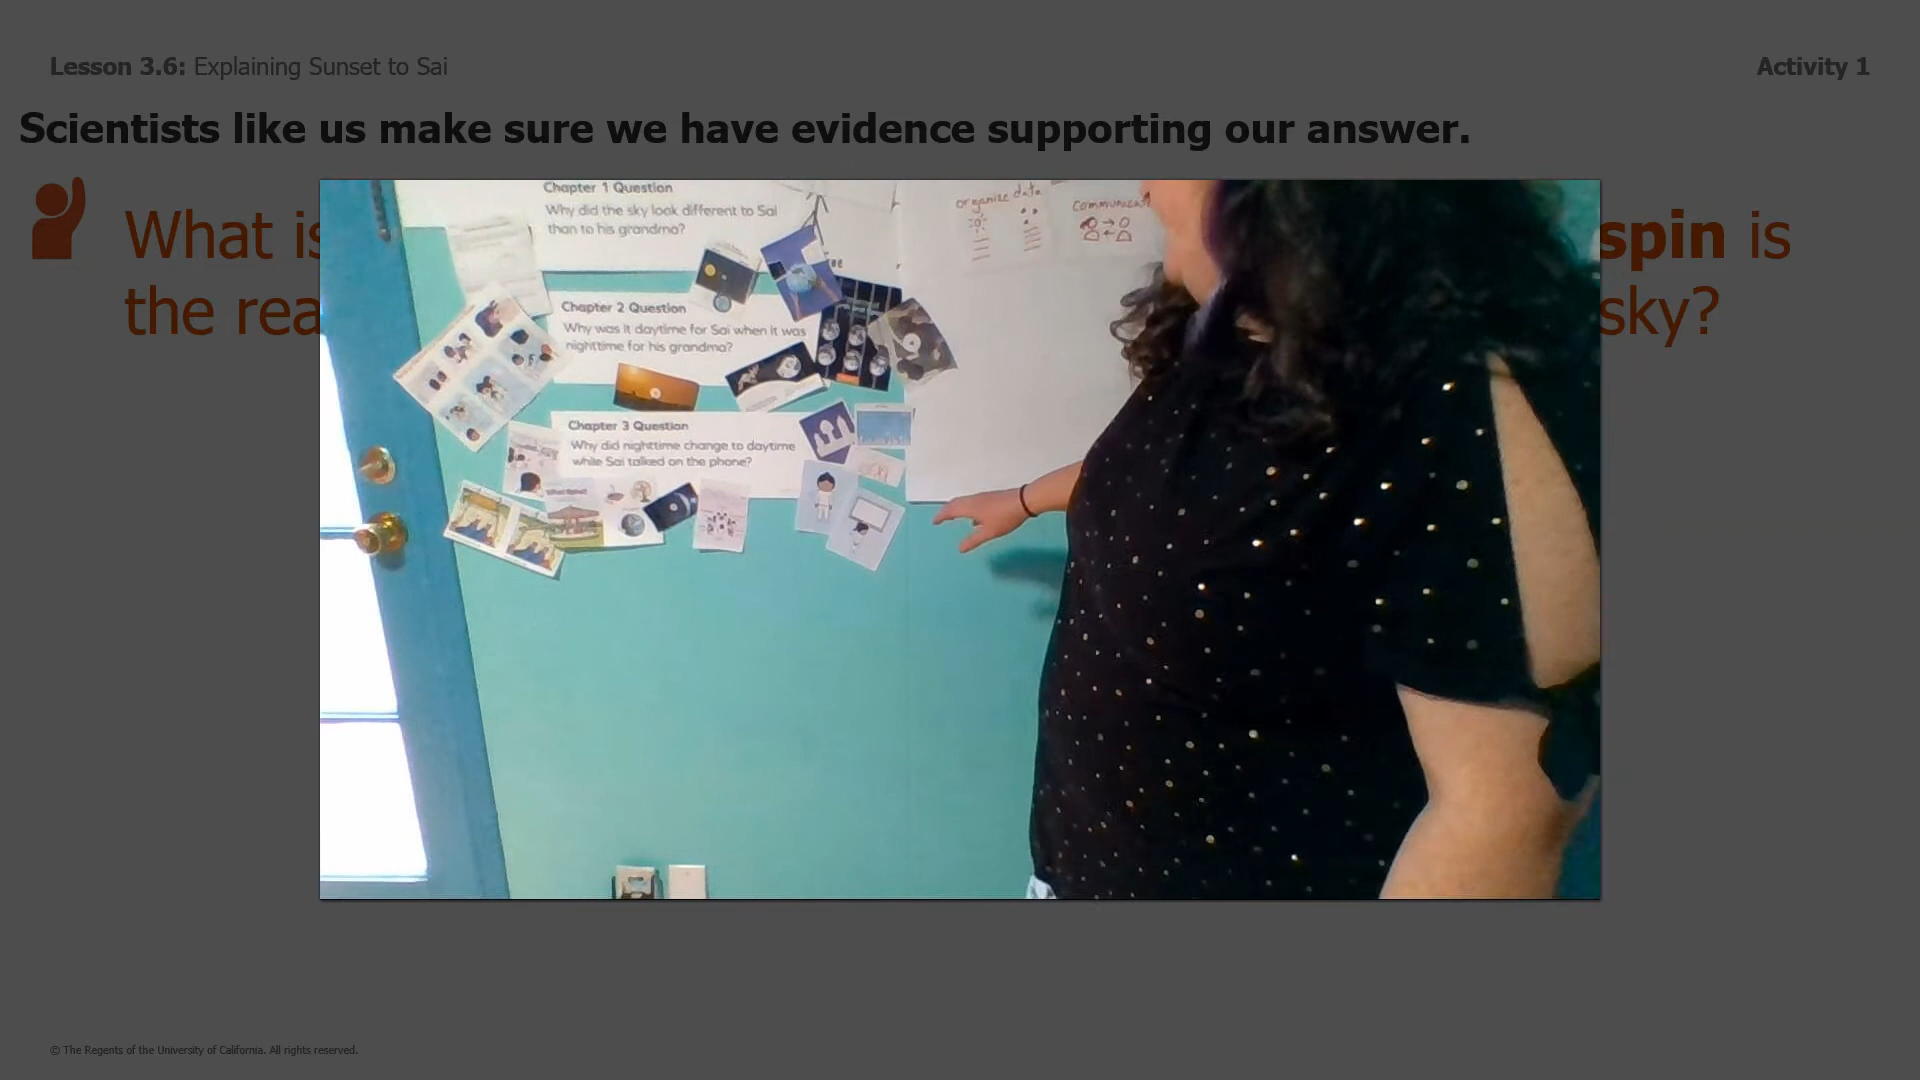 Lesson 3.6: Explaining Sunset to Sai
Activity 1
Scientists like us make sure we have evidence supporting our answer.
What is
spin is
the rea
sky?
Chapter 1 Question
Why did the sky look different to Sai
than to his grandma?
organize data
Chapter 2 Question
Why was it daytime for Sai when it was
nighttime for his grandma?
Chapter 3 Question
Why did nighttime change to daytime
while Sai talked on the phone?
© The Regents of the University of California. All rights reserved.